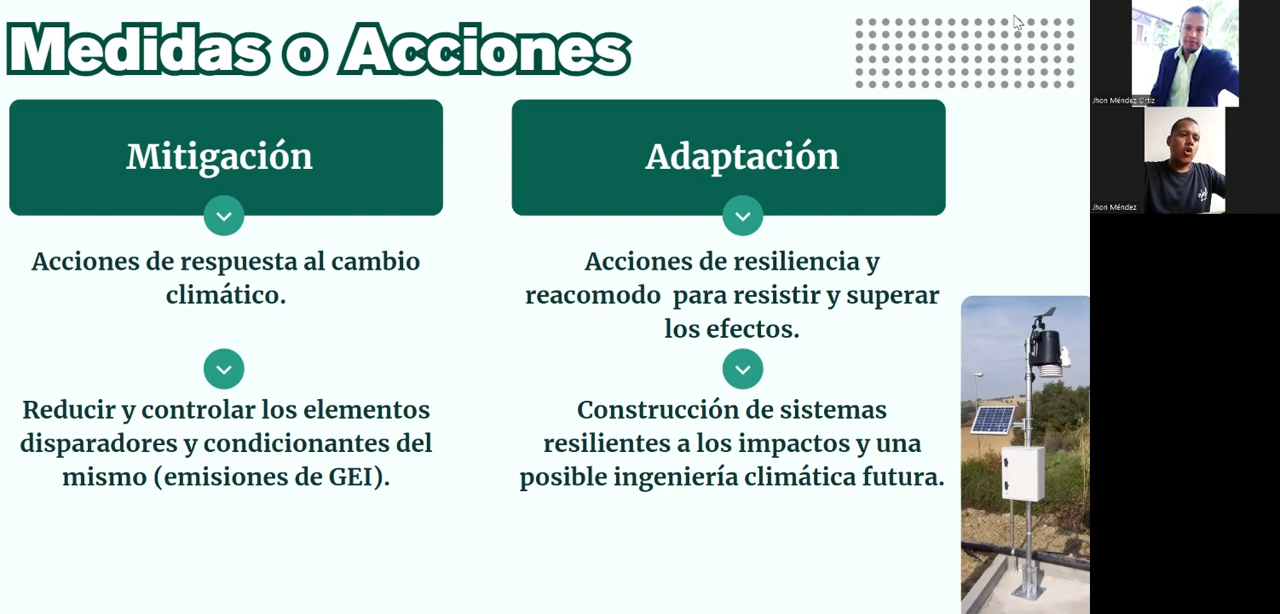 Medidas o Acciones
Mitigación
Acciones de respuesta al cambio
climático.
Reducir y controlar los elementos
disparadores y condicionantes del
mismo (emisiones de GEI).
Adaptación
Acciones de resiliencia y
reacomodo para resistir y superar
los efectos.
Construcción de sistemas
resilientes a los impactos y una
posible ingeniería climática futura.
Jhon Méndez Ortiz
Jhon Méndez